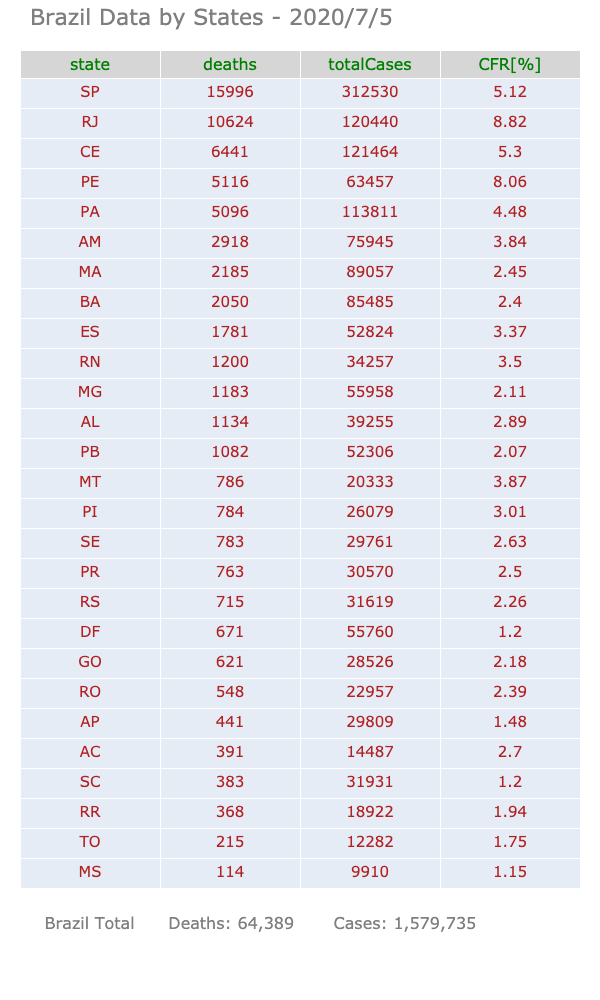 Brazil Data by States - 2020/7/5
state deaths totalCases CFR[%]
SP 15996 312530 5.12
RJ 10624 120440 8.82
CE 6441 121464 5.3
PE 5116 63457 8.06
PA 5096 113811 4.48
AM 2918 75945 3.84
MA 2185 89057 2.45
BA 2050 85485 2.4
ES 1781 52824 3.37
RN 1200 34257 3.5
MG 1183 55958 2.11
AL 1134 39255 2.89
PB 1082 52306 2.07
MT 786 20333 3.87
PI 784 26079 3.01
SE 783 29761 2.63
PR 763 30570 2.5
RS 715 31619 2.26
DF 671 55760 1.2
GO 621 28526 2.18
RO 548 22957 2.39
AP 441 29809 1.48
AC 391 14487 2.7
SC 383 31931 1.2
RR 368 18922 1.94
TO 215 12282 1.75
MS 114 9910 1.15
Brazil Total Deaths: 64,389 Cases: 1,579,735